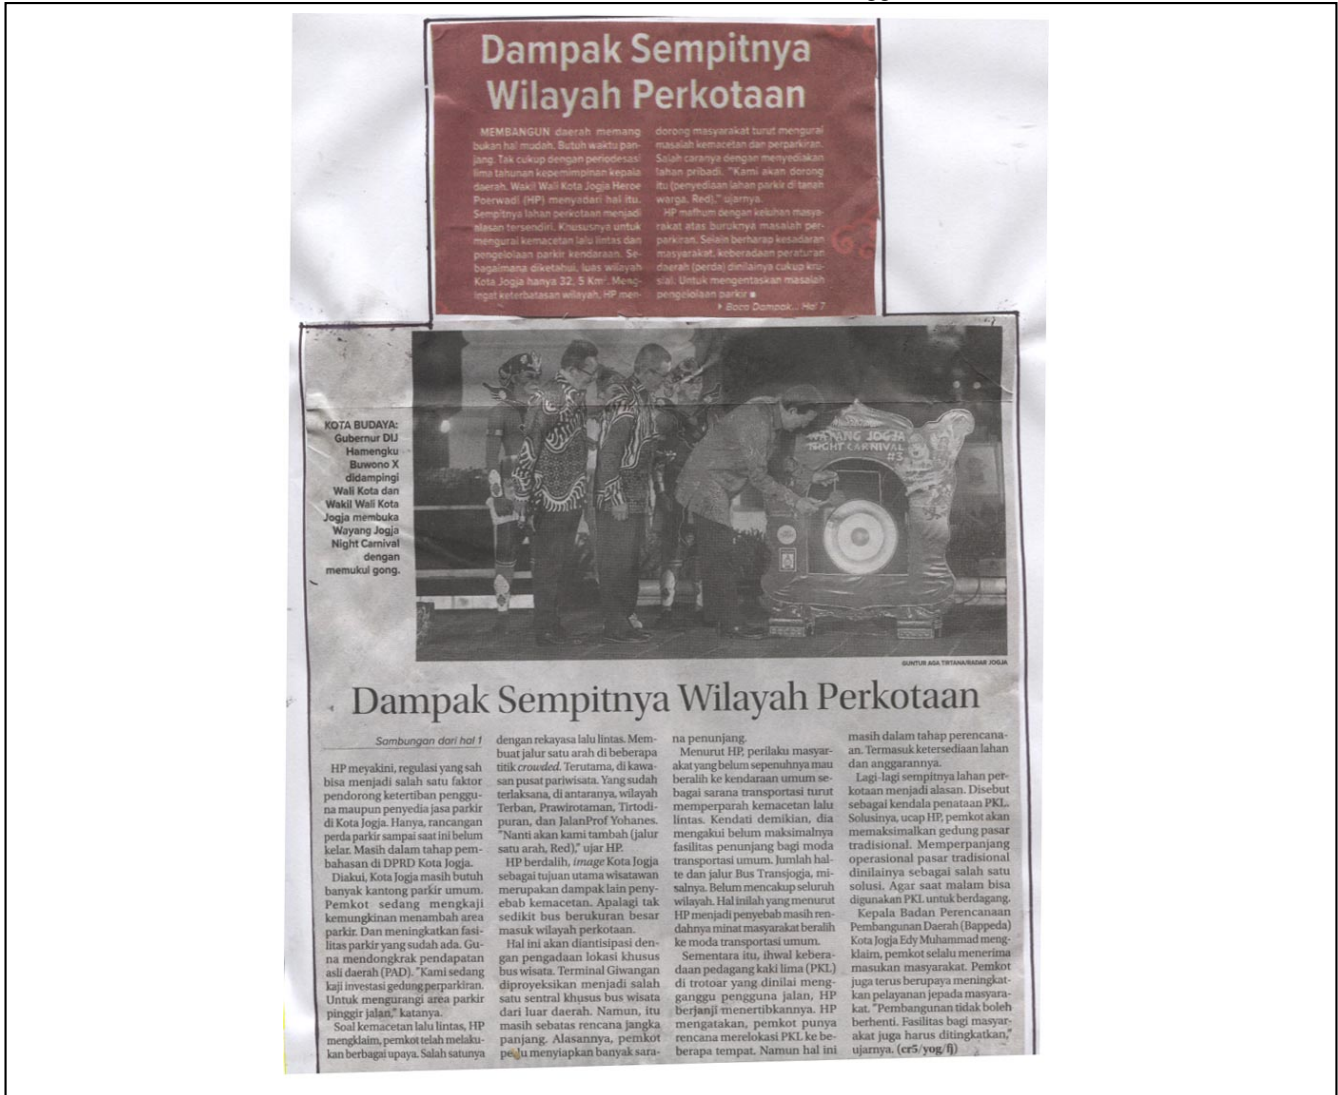 Dampak Sempitnya
Wilayah Perkotaan
MEMBANGUN daerah memang
bukan hal mudah. Butuh waktu pan-
jang. Tak cukup dengan periodesasi
lima tahunan kepemimpinan kepala
daerah. Wakil Wali Kota Jogja Heroe
Poerwadi (HP) menyadari hal itu.
Sempitnya lahan perkotaan menjadi
alasan tersendiri. Khususnya untuk
mengurai kemacetan lalu lintas dan
pengelolaan parkir kendaraan. Se-
bagaimana diketahui, luas wilayah
Kota Jogja hanya 32, 5 Km². Meng-
ingat keterbatasan wilayah, HP men-
dorong masyarakat turut mengurai
masalah kemacetan dan perparkiran.
Salah caranya dengan menyediakan
lahan pribadi. "Kami akan dorong
itu (penyediaan lahan parkir di tanah
warga, Red)," ujarnya.
HP mafhum dengan keluhan masya-
rakat atas buruknya masalah per-
parkiran. Selain berharap kesadaran
masyarakat, keberadaan peraturan
daerah (perda) dinilainya cukup kru-
sial. Untuk mengentaskan masalah
pengelolaan parkir ■
Baca Dampak... Hal 7
KOTA BUDAYA:
Gubernur DIJ
Hamengku
Buwono X
didampingi
Wali Kota dan
Wakil Wali Kota
Jogja membuka
Wayang Jogja
Night Carnival
dengan
memukul gong.
WAYANG JOGJA
NIGHT CARNIVAL
#3
GUNTUR AGA TIRTANA/RADAR JOGJA
Dampak Sempitnya Wilayah Perkotaan
Sambungan dari hal 1
HP meyakini, regulasi yang sah
bisa menjadi salah satu faktor
pendorong ketertiban penggu-
na maupun penyedia jasa parkir
di Kota Jogja. Hanya, rancangan
perda parkir sampai saat ini belum
kelar. Masih dalam tahap pem-
bahasan di DPRD Kota Jogja.
Diakui, Kota Jogja masih butuh
banyak kantong parkir umum.
Pemkot sedang mengkaji
kemungkinan menambah area
parkir. Dan meningkatkan fasi-
litas parkir yang sudah ada. Gu-
na mendongkrak pendapatan
asli daerah (PAD). "Kami sedang
kaji investasi gedung perparkiran.
Untuk mengurangi area parkir
pinggir jalan," katanya.
Soal kemacetan lalu lintas, HP
mengklaim, pemkot telah melaku-
kan berbagai upaya. Salah satunya
dengan rekayasa lalu lintas. Mem-
buat jalur satu arah di beberapa
titik crowded. Terutama, di kawa-
san pusat pariwisata. Yang sudah
terlaksana, di antaranya, wilayah
Terban, Prawirotaman, Tirtodi-
puran, dan JalanProf Yohanes.
"Nanti akan kami tambah (jalur
satu arah, Red)," ujar HP.
HP berdalih, image Kota Jogja
sebagai tujuan utama wisatawan
merupakan dampak lain peny-
ebab kemacetan. Apalagi tak
sedikit bus berukuran besar
masuk wilayah perkotaan.
Hal ini akan diantisipasi den-
gan pengadaan lokasi khusus
bus wisata. Terminal Giwangan
diproyeksikan menjadi salah
satu sentral khusus bus wisata
dari luar daerah. Namun, itu
masih sebatas rencana jangka
panjang. Alasannya, pemkot
perlu menyiapkan banyak sara-
na penunjang.
Menurut HP, perilaku masyar-
akat yang belum sepenuhnya mau
beralih ke kendaraan umum se-
bagai sarana transportasi turut
memperparah kemacetan lalu
lintas. Kendati demikian, dia
mengakui belum maksimalnya
fasilitas penunjang bagi moda
transportasi umum. Jumlah hal-
te dan jalur Bus Transjogja, mi-
salnya. Belum mencakup seluruh
wilayah. Hal inilah yang menurut
HP menjadi penyebab masih ren-
dahnya minat masyarakat beralih
ke moda transportasi umum.
Sementara itu, ihwal kebera-
daan pedagang kaki lima (PKL)
di trotoar yang dinilai meng-
ganggu pengguna jalan, HP
berjanji menertibkannya. HP
mengatakan, pemkot punya
rencana merelokasi PKL ke be-
berapa tempat. Namun hal ini
masih dalam tahap perencana-
an. Termasuk ketersediaan lahan
dan anggarannya.
Lagi-lagi sempitnya lahan per-
kotaan menjadi alasan. Disebut
sebagai kendala penataan PKL.
Solusinya, ucap HP, pemkot akan
memaksimalkan gedung pasar
tradisional. Memperpanjang
operasional pasar tradisional
dinilainya sebagai salah satu
solusi. Agar saat malam bisa
digunakan PKL untuk berdagang.
Kepala Badan Perencanaan
Pembangunan Daerah (Bappeda)
Kota Jogja Edy Muhammad meng-
klaim, pemkot selalu menerima
masukan masyarakat. Pemkot
juga terus berupaya meningkat-
kan pelayanan jepada masyara-
kat. "Pembangunan tidak boleh
berhenti. Fasilitas bagi masyar-
akat juga harus ditingkatkan,"
ujarnya. (cr5/yog/fj)